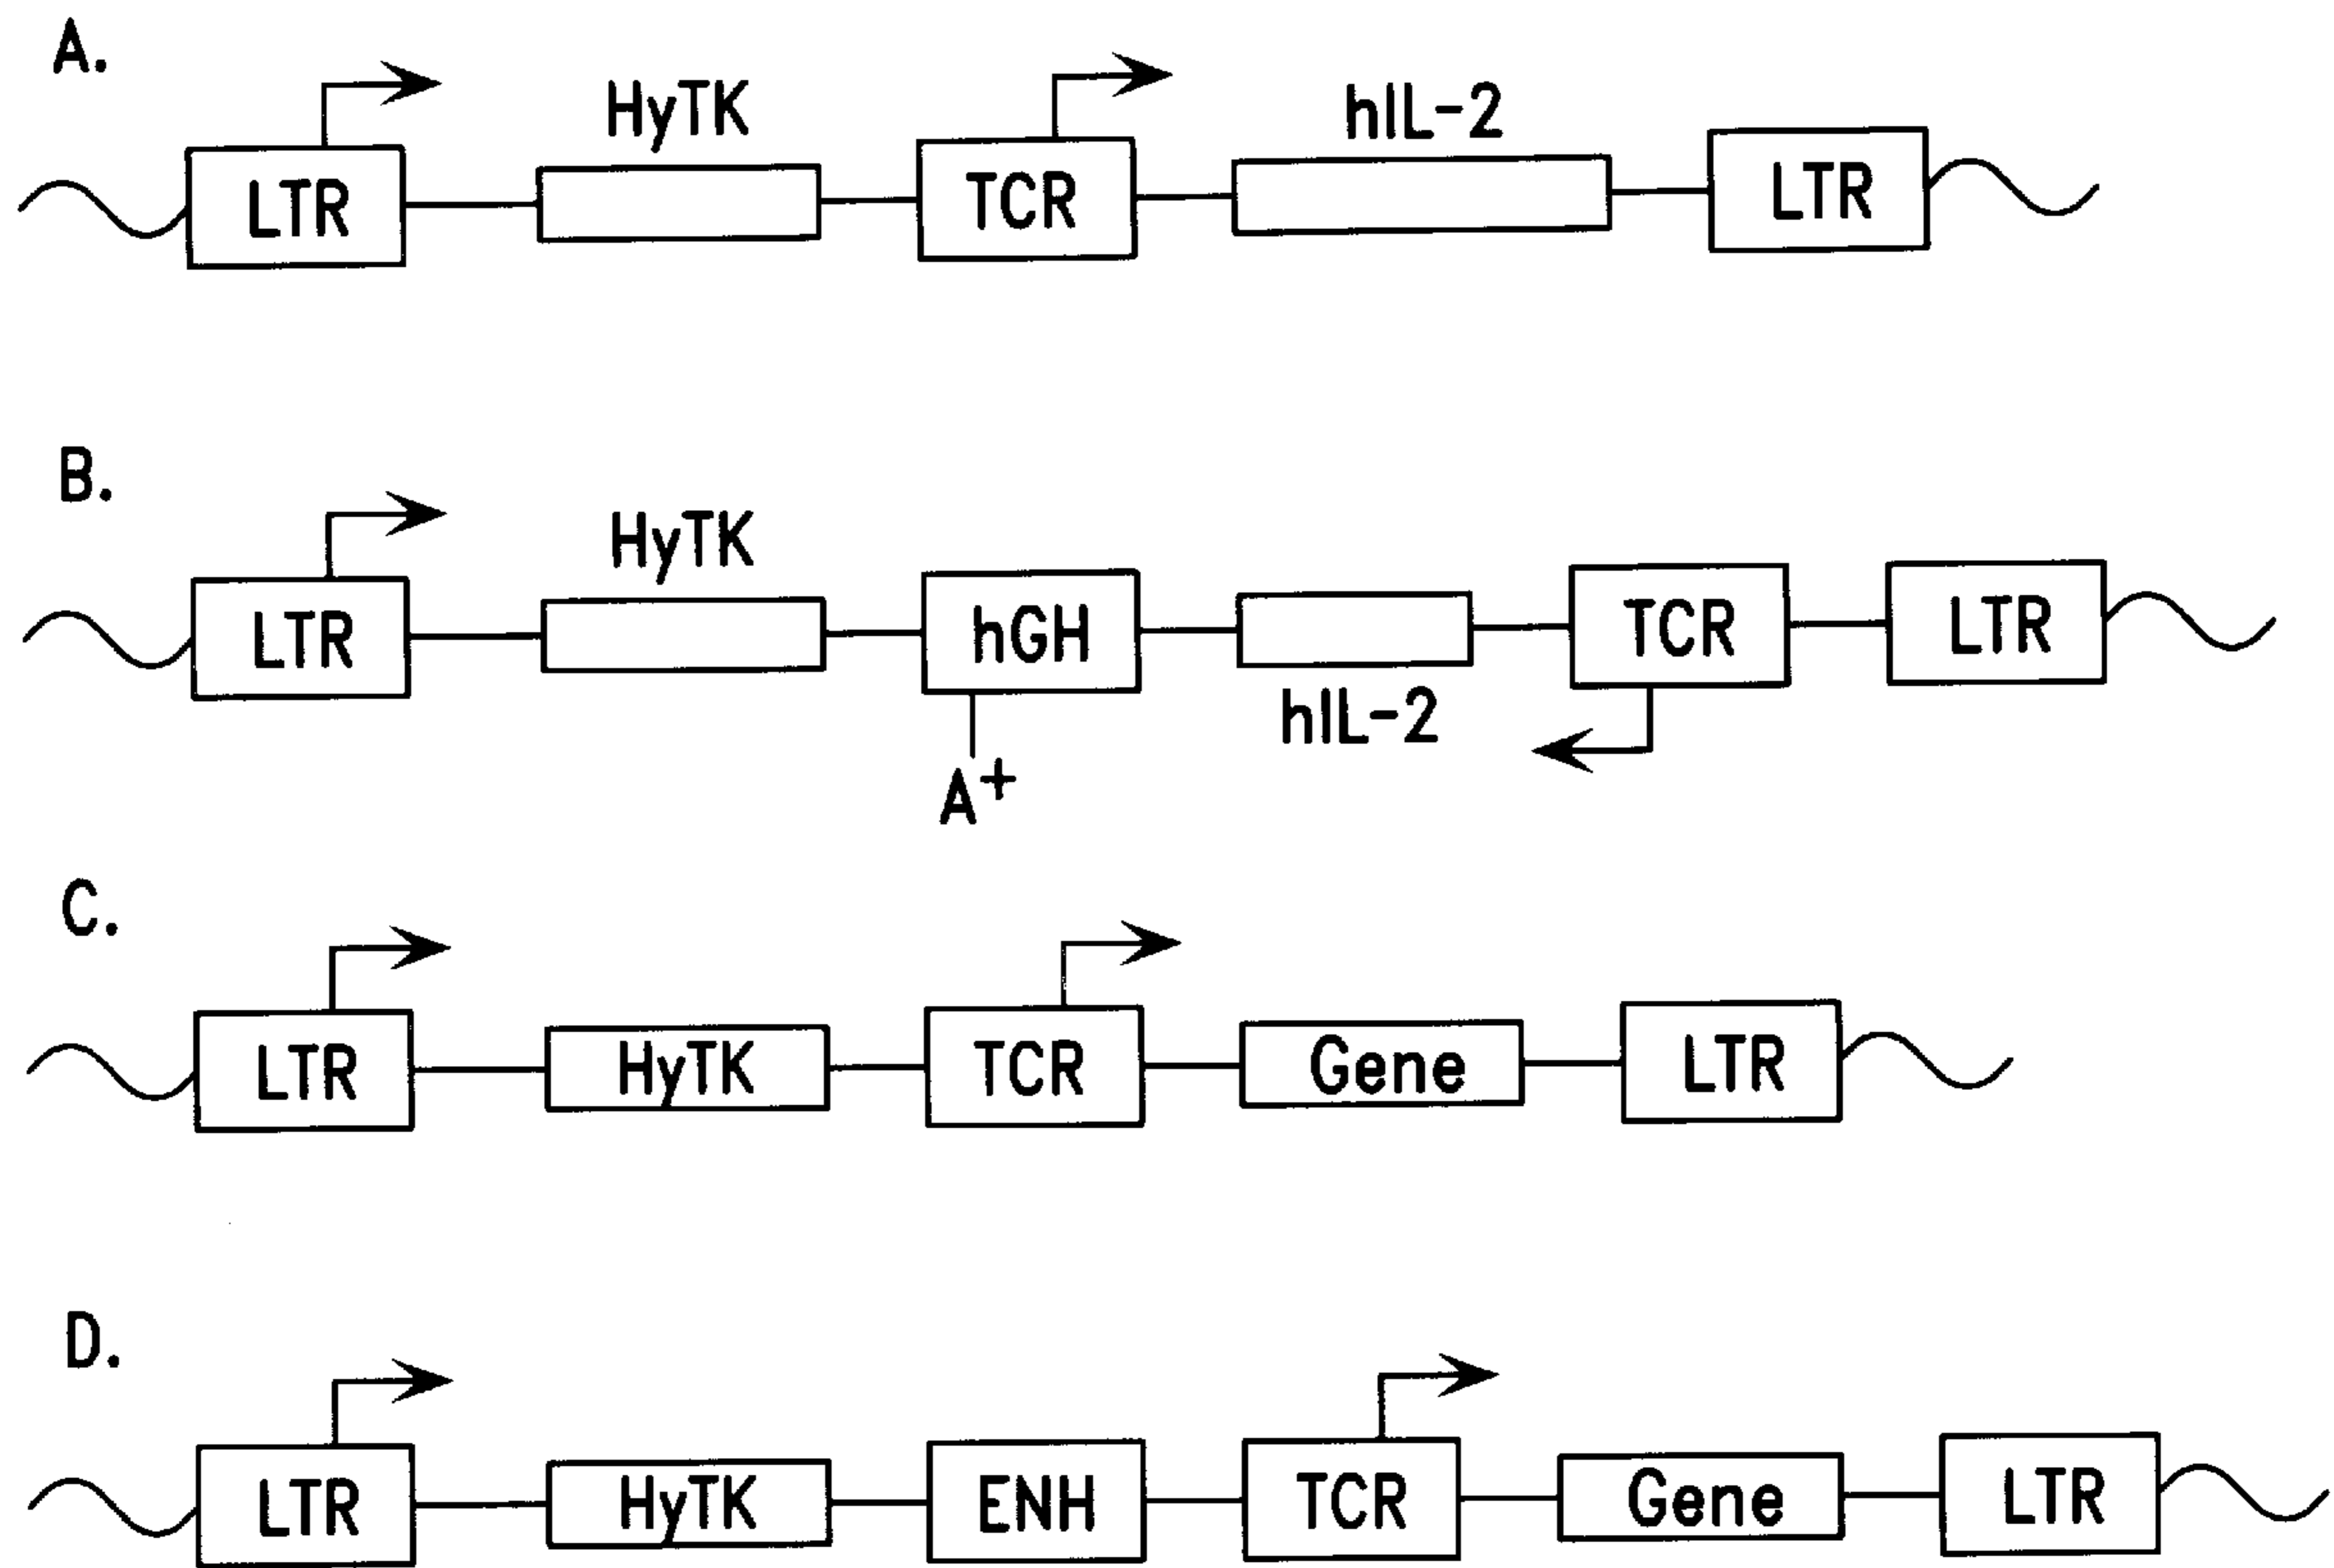 A.
HyTK hIL-2
LTR TCR LTR
B.
HyTK
LTR hGH TCR LTR
hIL-2
A+
C.
LTR HyTK TCR Gene LTR
D.
LTR HyTK ENH TCR Gene LTR